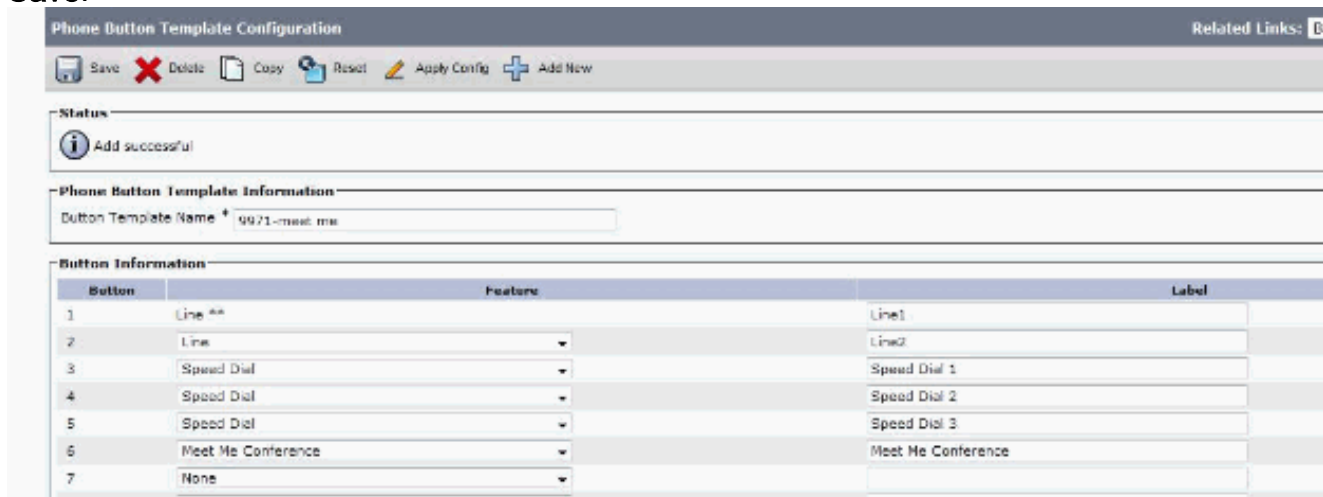 Phone Button Template Configuration Related Links:
Save Delete Copy Reset Apply Config Add New
Status
Add successful
Phone Button Template Information
Button Template Name * 9971-meet me
Button Information
Button Feature Label
1 Line ** Line1
2 Line Line2
3 Speed Dial Speed Dial 1
4 Speed Dial Speed Dial 2
5 Speed Dial Speed Dial 3
6 Meet Me Conference Meet Me Conference
7 None